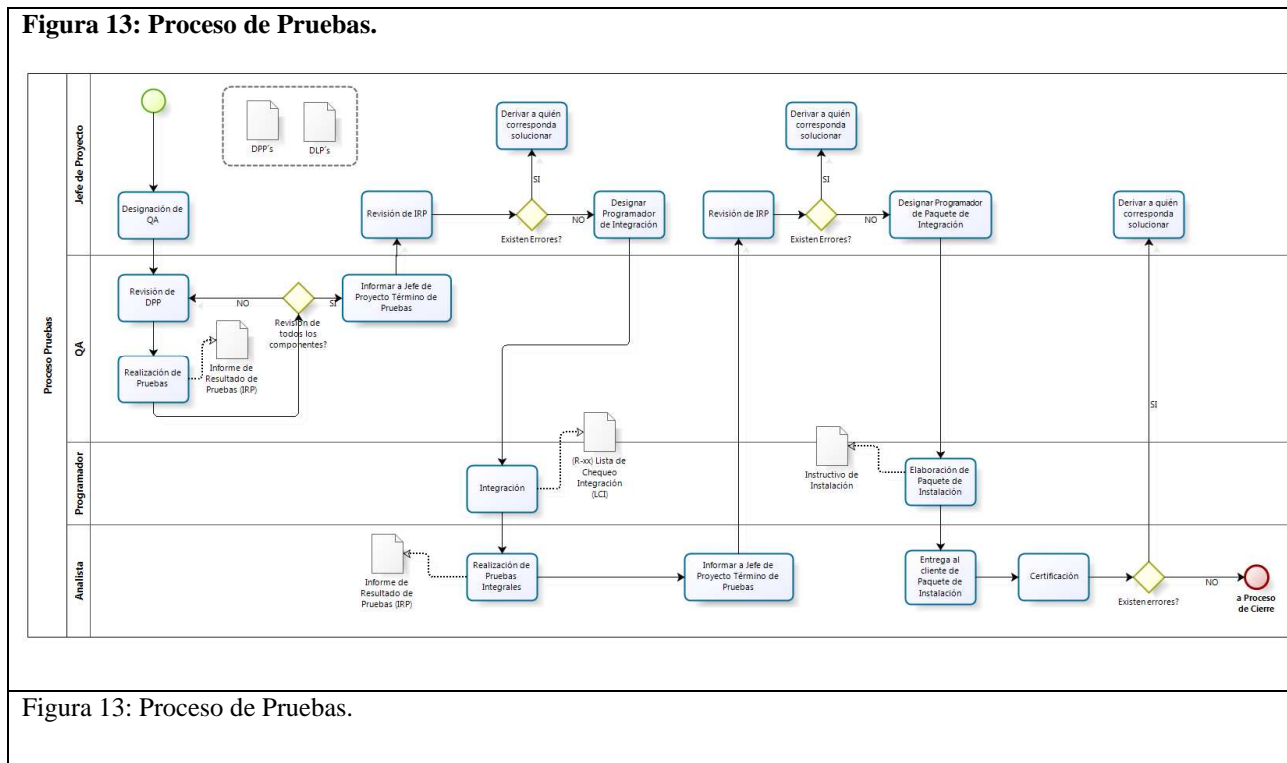 Figura 13: Proceso de Pruebas.
Proceso Pruebas
Jefe de Proyecto
DPP´s
DLP´s
Designación de
QA
Revisión de IRP
Derivar a quién
corresponda
solucionar
SI
Existen Errores?
NO
Designar
Programador
de Integración
Revisión de IRP
Derivar a quién
corresponda
solucionar
SI
Existen Errores?
NO
Designar Programador
de Paquete de
Integración
Derivar a quién
corresponda
solucionar
QA
Revisión de
DPP
NO
Revisión de
todos los
componentes?
SI
Informar a Jefe de
Proyecto Término de
Pruebas
Realización de
Pruebas
Informe de
Resultado de
Pruebas (IRP)
SI
Programador
Integración
(R-xx) Lista de
Chequeo
Integración
(LCI)
Instructivo de
Instalación
Elaboración de
Paquete de
Instalación
Analista
Informe de
Resultado de
Pruebas (IRP)
Realización de
Pruebas
Integrales
Informar a Jefe de
Proyecto Término de
Pruebas
Entrega al
cliente de
Paquete de
Instalación
Certificación
Existen errores?
NO
a Proceso
de Cierre
Figura 13: Proceso de Pruebas.